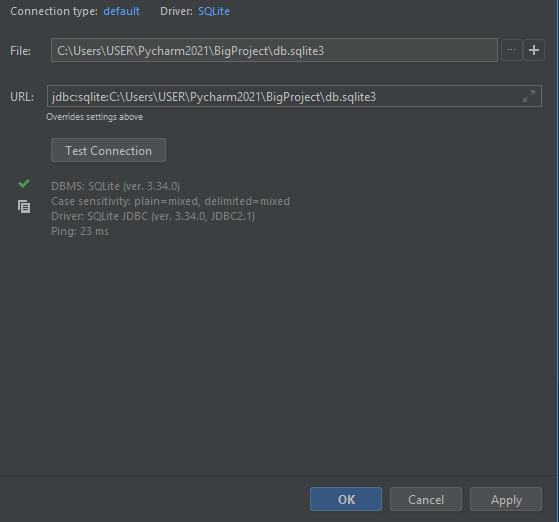 Connection type: default Driver: SQLite
File: C:\Users\USER\Pycharm2021\BigProject\db.sqlite3 ... +
URL: jdbc:sqlite:C:\Users\USER\Pycharm2021\BigProject\db.sqlite3
Overrides settings above
Test Connection
DBMS: SQLite (ver. 3.34.0)
Case sensitivity: plain=mixed, delimited=mixed
Driver: SQLite JDBC (ver. 3.34.0, JDBC2.1)
Ping: 23 ms
OK Cancel Apply